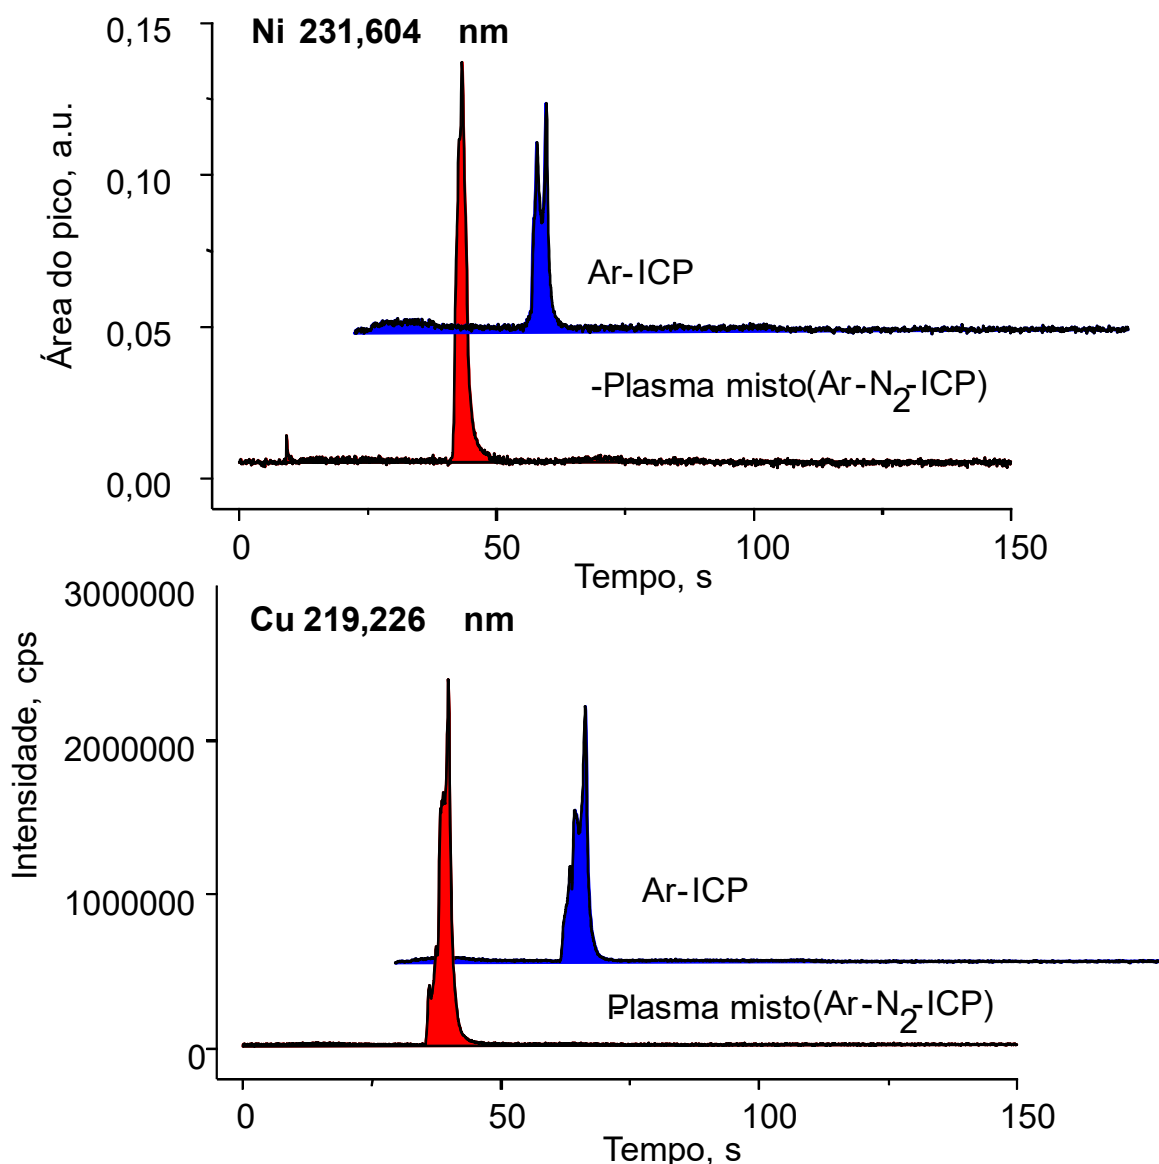 0,15
Ni 231,604 nm
0,10
Ar-ICP
0,05
-Plasma misto(Ar-N2-ICP)
0,00
Área do pico, a.u.
0 50 100 150
Tempo, s
3000000
Cu 219,226 nm
2000000
Ar-ICP
1000000
Plasma misto(Ar-N2-ICP)
0
Intensidade, cps
0 50 100 150
Tempo, s